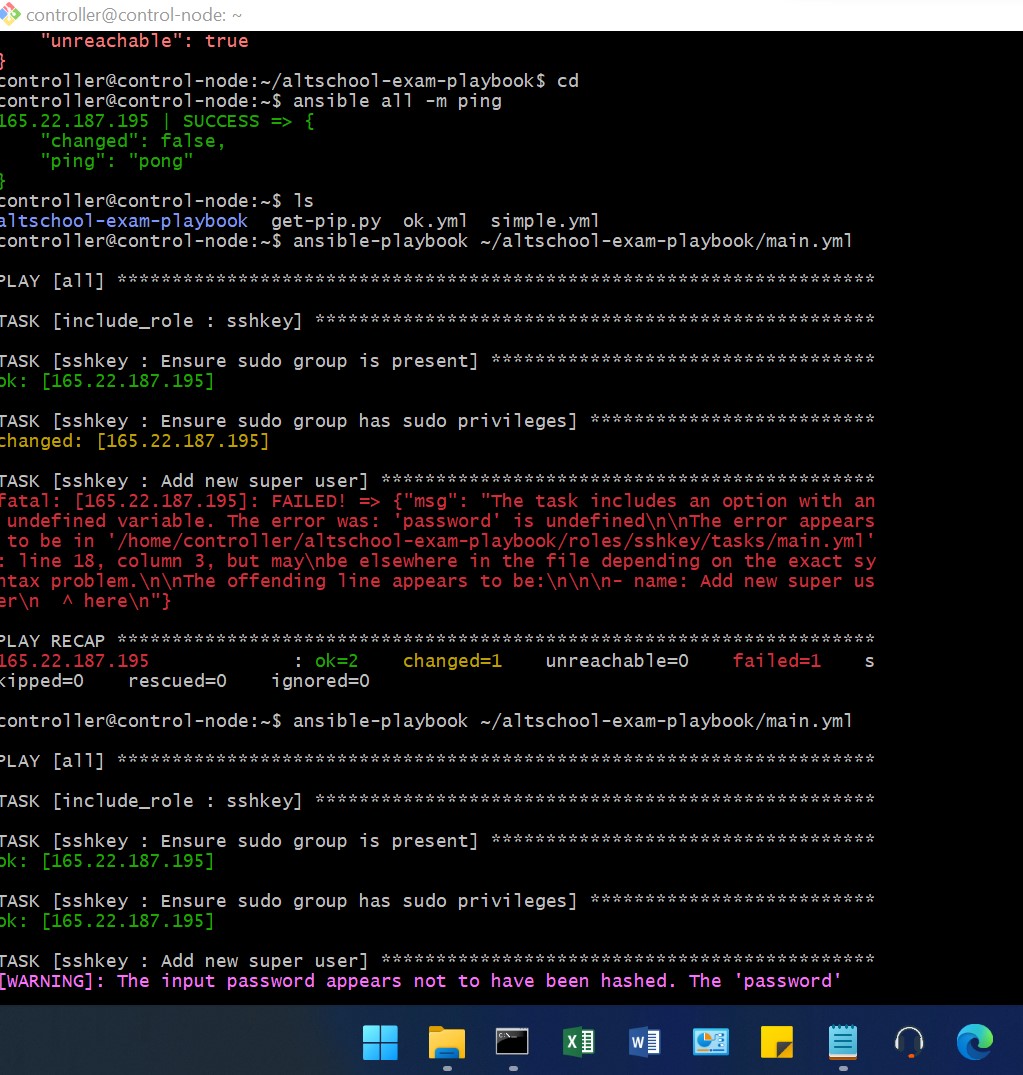 controller@control-node: ~
    "unreachable": true
}
controller@control-node:~/altschool-exam-playbook$ cd
controller@control-node:~$ ansible all -m ping
165.22.187.195 | SUCCESS => {
    "changed": false,
    "ping": "pong"
}
controller@control-node:~$ ls
altschool-exam-playbook  get-pip.py  ok.yml  simple.yml
controller@control-node:~$ ansible-playbook ~/altschool-exam-playbook/main.yml
PLAY [all] *********************************************************************
TASK [include_role : sshkey] ***************************************************
TASK [sshkey : Ensure sudo group is present] ***********************************
ok: [165.22.187.195]
TASK [sshkey : Ensure sudo group has sudo privileges] **************************
changed: [165.22.187.195]
TASK [sshkey : Add new super user] *********************************************
fatal: [165.22.187.195]: FAILED! => {"msg": "The task includes an option with an
 undefined variable. The error was: 'password' is undefined\n\nThe error appears
 to be in '/home/controller/altschool-exam-playbook/roles/sshkey/tasks/main.yml'
: line 18, column 3, but may\nbe elsewhere in the file depending on the exact sy
ntax problem.\n\nThe offending line appears to be:\n\n\n- name: Add new super us
er\n  ^ here\n"}
PLAY RECAP *********************************************************************
165.22.187.195             : ok=2    changed=1    unreachable=0    failed=1    s
kipped=0    rescued=0    ignored=0
controller@control-node:~$ ansible-playbook ~/altschool-exam-playbook/main.yml
PLAY [all] *********************************************************************
TASK [include_role : sshkey] ***************************************************
TASK [sshkey : Ensure sudo group is present] ***********************************
ok: [165.22.187.195]
TASK [sshkey : Ensure sudo group has sudo privileges] **************************
ok: [165.22.187.195]
TASK [sshkey : Add new super user] *********************************************
[WARNING]: The input password appears not to have been hashed. The 'password'